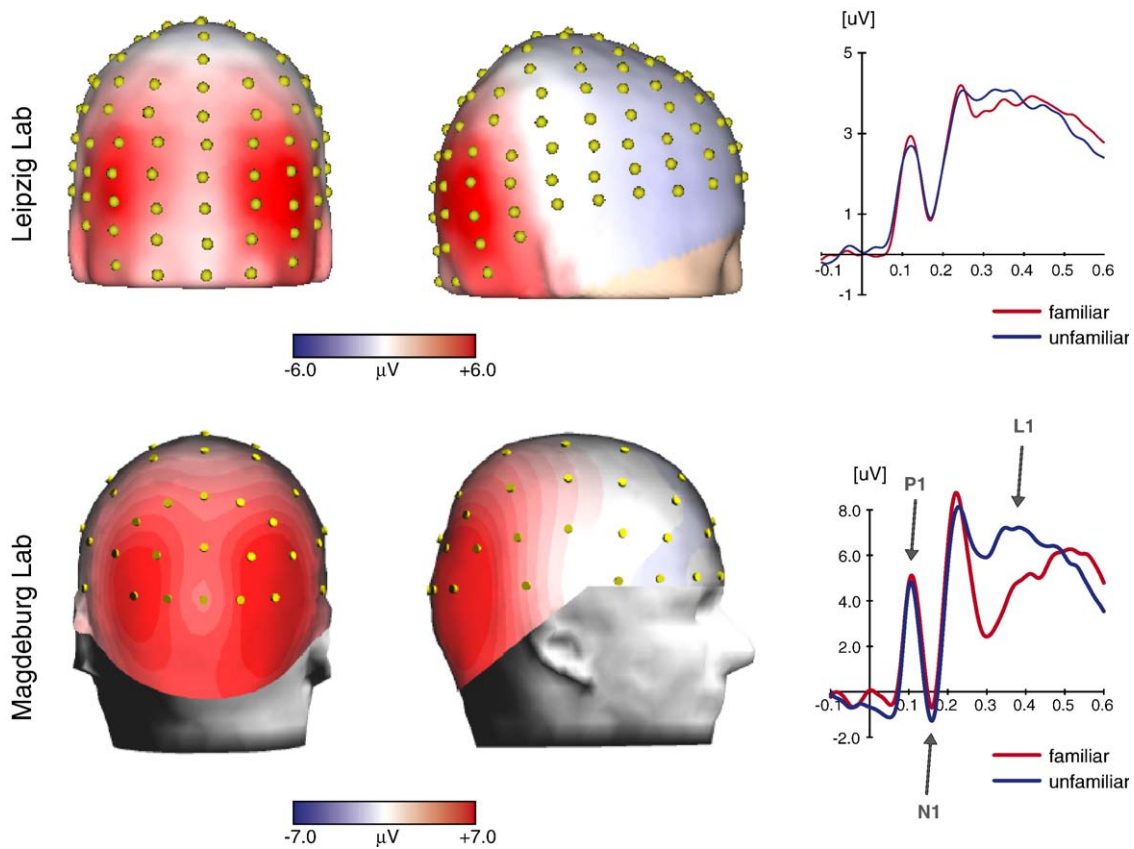 Leipzig Lab
-6.0 µV +6.0
[uV]
5
3
1
-0.1 0.1 0.2 0.3 0.4 0.5 0.6
-1
familiar
unfamiliar
Magdeburg Lab
-7.0 µV +7.0
L1
[uV]
P1
8.0
6.0
4.0
2.0
-0.1 0.1 0.2 0.3 0.4 0.5 0.6
-2.0
familiar
unfamiliar
N1